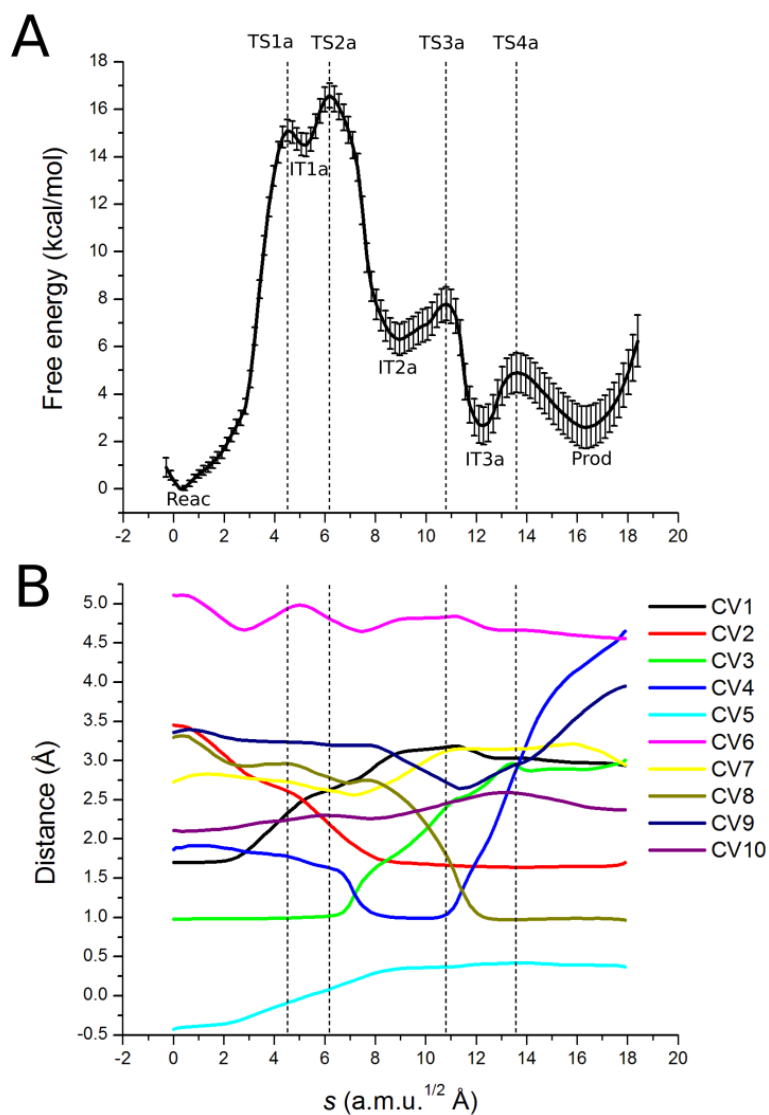 A
TS1a TS2a TS3a TS4a
18
16
14
12
10
8
6
4
2
0
Free energy (kcal/mol)
IT1a
IT2a
IT3a
Reac
Prod
-2 0 2 4 6 8 10 12 14 16 18 20
B
5.0
4.5
4.0
3.5
3.0
2.5
2.0
1.5
1.0
0.5
0.0
-0.5
Distance (Å)
CV1
CV2
CV3
CV4
CV5
CV6
CV7
CV8
CV9
CV10
-2 0 2 4 6 8 10 12 14 16 18 20
s (a.m.u.1/2 Å)